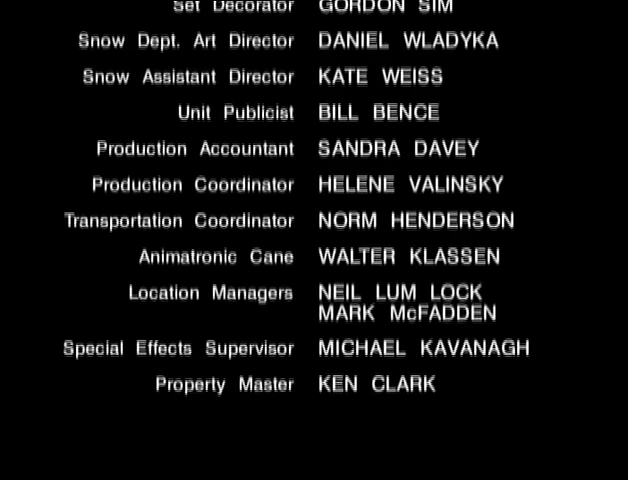 Set Decorator GORDON SIM
Snow Dept. Art Director DANIEL WLADYKA
Snow Assistant Director KATE WEISS
Unit Publicist BILL BENCE
Production Accountant SANDRA DAVEY
Production Coordinator HELENE VALINSKY
Transportation Coordinator NORM HENDERSON
Animatronic Cane WALTER KLASSEN
Location Managers NEIL LUM LOCK
MARK McFADDEN
Special Effects Supervisor MICHAEL KAVANAGH
Property Master KEN CLARK